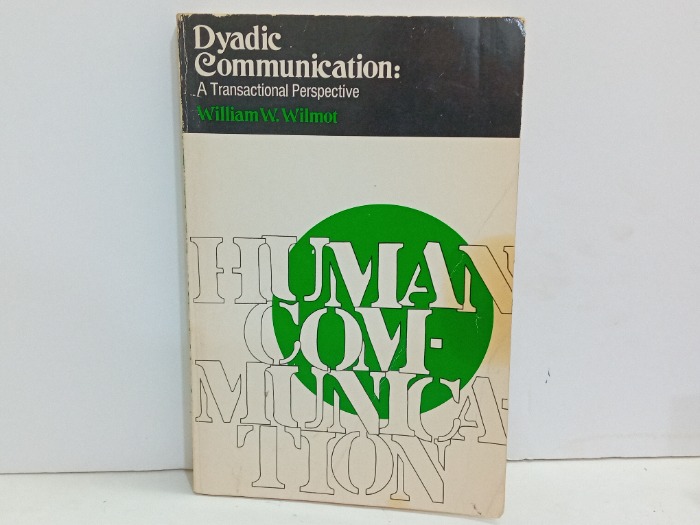 Dyadic
Communication:
A Transactional Perspective
William W. Wilmot
HUMAN
COM-
MUNICA-
TION